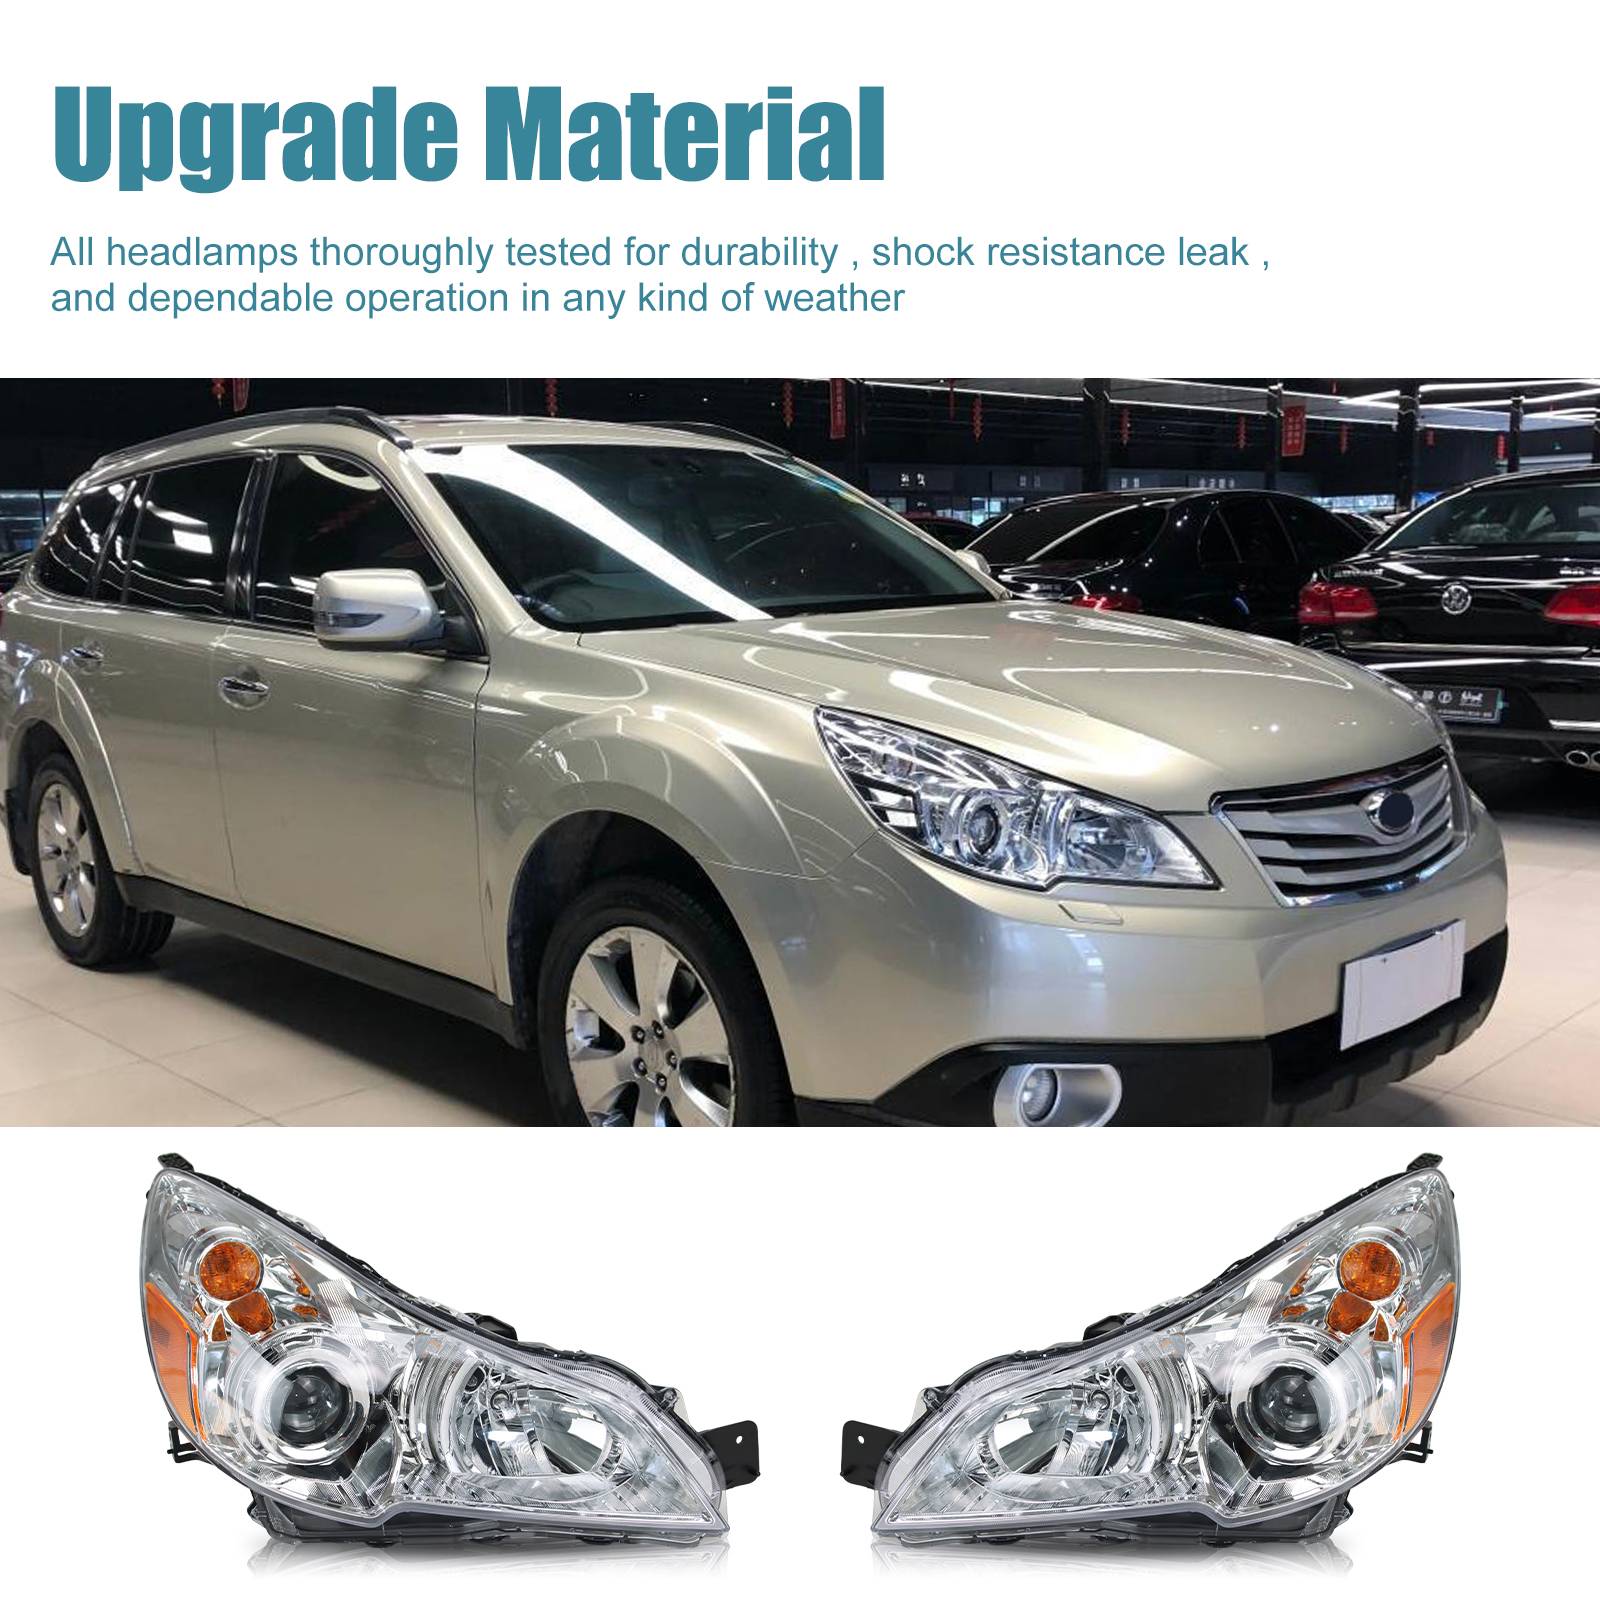 Upgrade Material
All headlamps thoroughly tested for durability , shock resistance leak ,
and dependable operation in any kind of weather